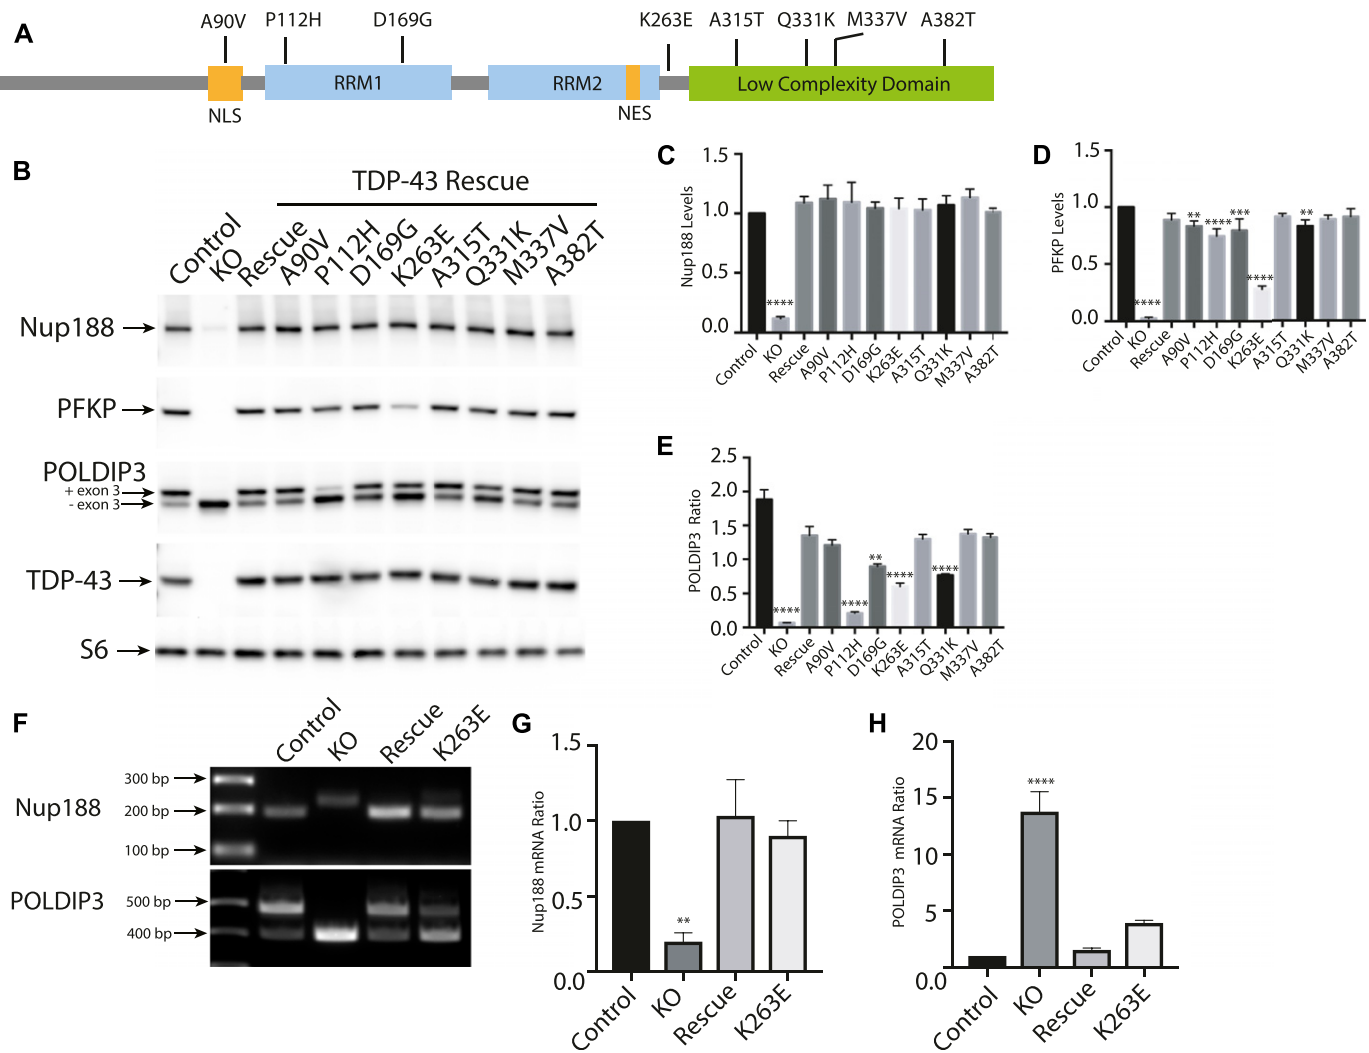 A
A90V P112H D169G K263E A315T Q331K M337V A382T
RRM1 RRM2 Low Complexity Domain
NLS NES
B
TDP-43 Rescue
Control KO Rescue A90V P112H D169G K263E A315T Q331K M337V A382T
Nup188
PFKP
POLDIP3
+ exon 3
- exon 3
TDP-43
S6
C
Nup188 Levels
1.5
1.0
0.5
0.0
****
Control KO Rescue A90V P112H D169G K263E A315T Q331K M337V A382T
D
PFKP Levels
1.5
1.0
0.5
0.0
**** ** **** *** **** **
Control KO Rescue A90V P112H D169G K263E A315T Q331K M337V A382T
E
POLDIP3 Ratio
2.5
2.0
1.5
1.0
0.5
0.0
**** **** ** **** ****
Control KO Rescue A90V P112H D169G K263E A315T Q331K M337V A382T
F
Control KO Rescue K263E
Nup188
300 bp
200 bp
100 bp
POLDIP3
500 bp
400 bp
G
Nup188 mRNA Ratio
1.5
1.0
0.5
0.0
**
Control KO Rescue K263E
H
POLDIP3 mRNA Ratio
20
15
10
5
0.0
****
Control KO Rescue K263E